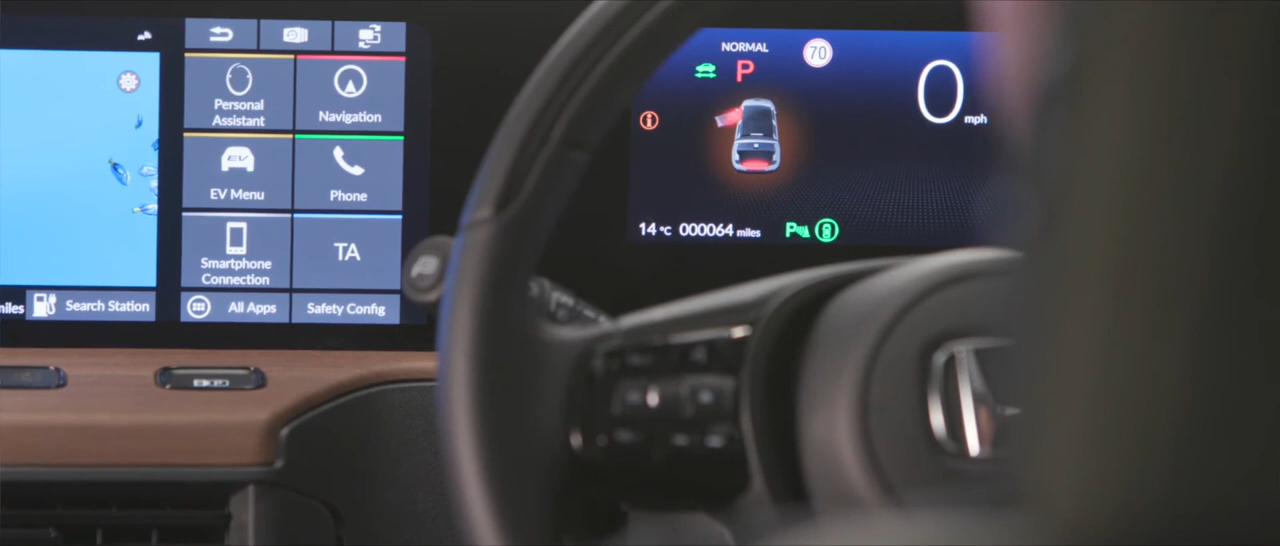 Personal
Assistant
Navigation
EV
EV Menu
Phone
Smartphone
Connection
TA
miles
Search Station
All Apps
Safety Config
NORMAL
P
70
0 mph
14 °C 000064 miles
P